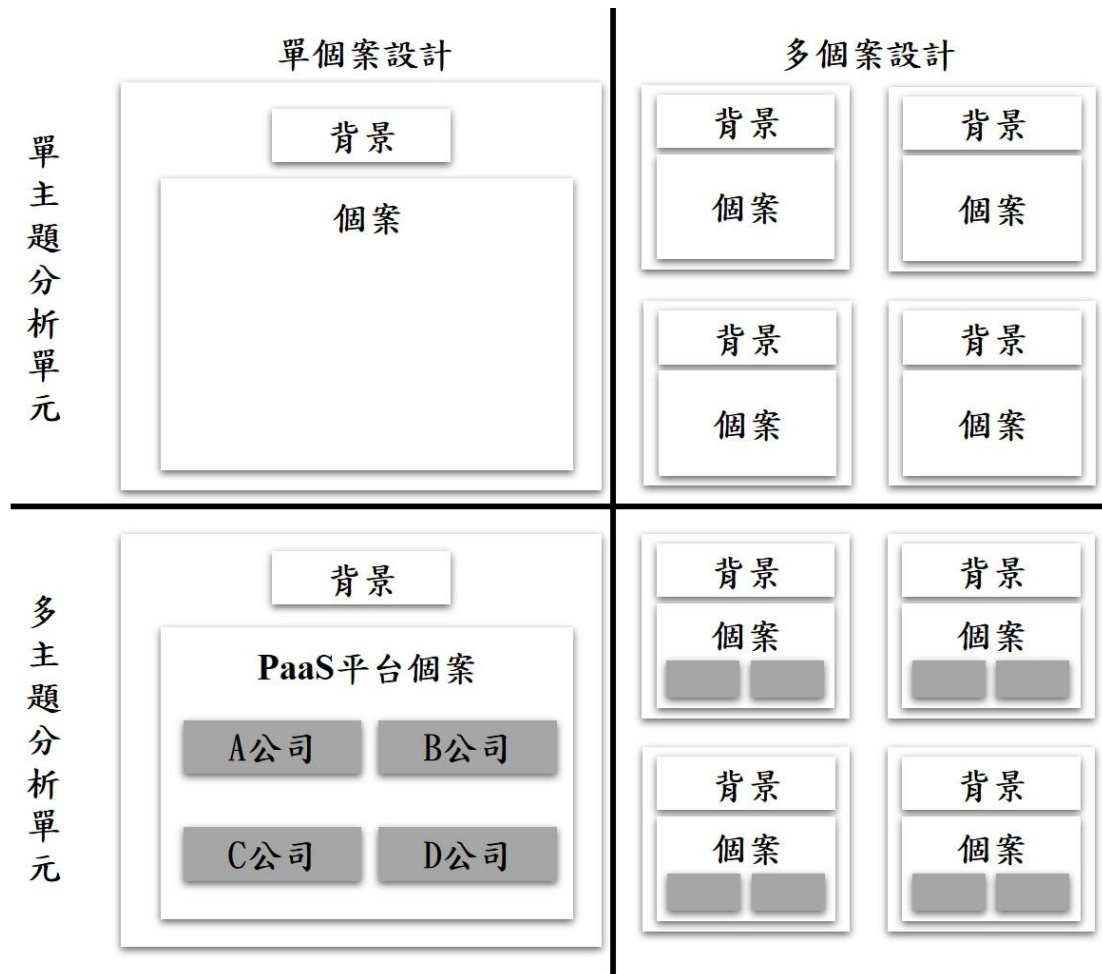 單個案設計
多個案設計
單主題分析單元
背景
個案
背景
背景
個案
個案
背景
背景
個案
個案
多主題分析單元
背景
PaaS平台個案
A公司
B公司
C公司
D公司
背景
背景
個案
個案
背景
背景
個案
個案